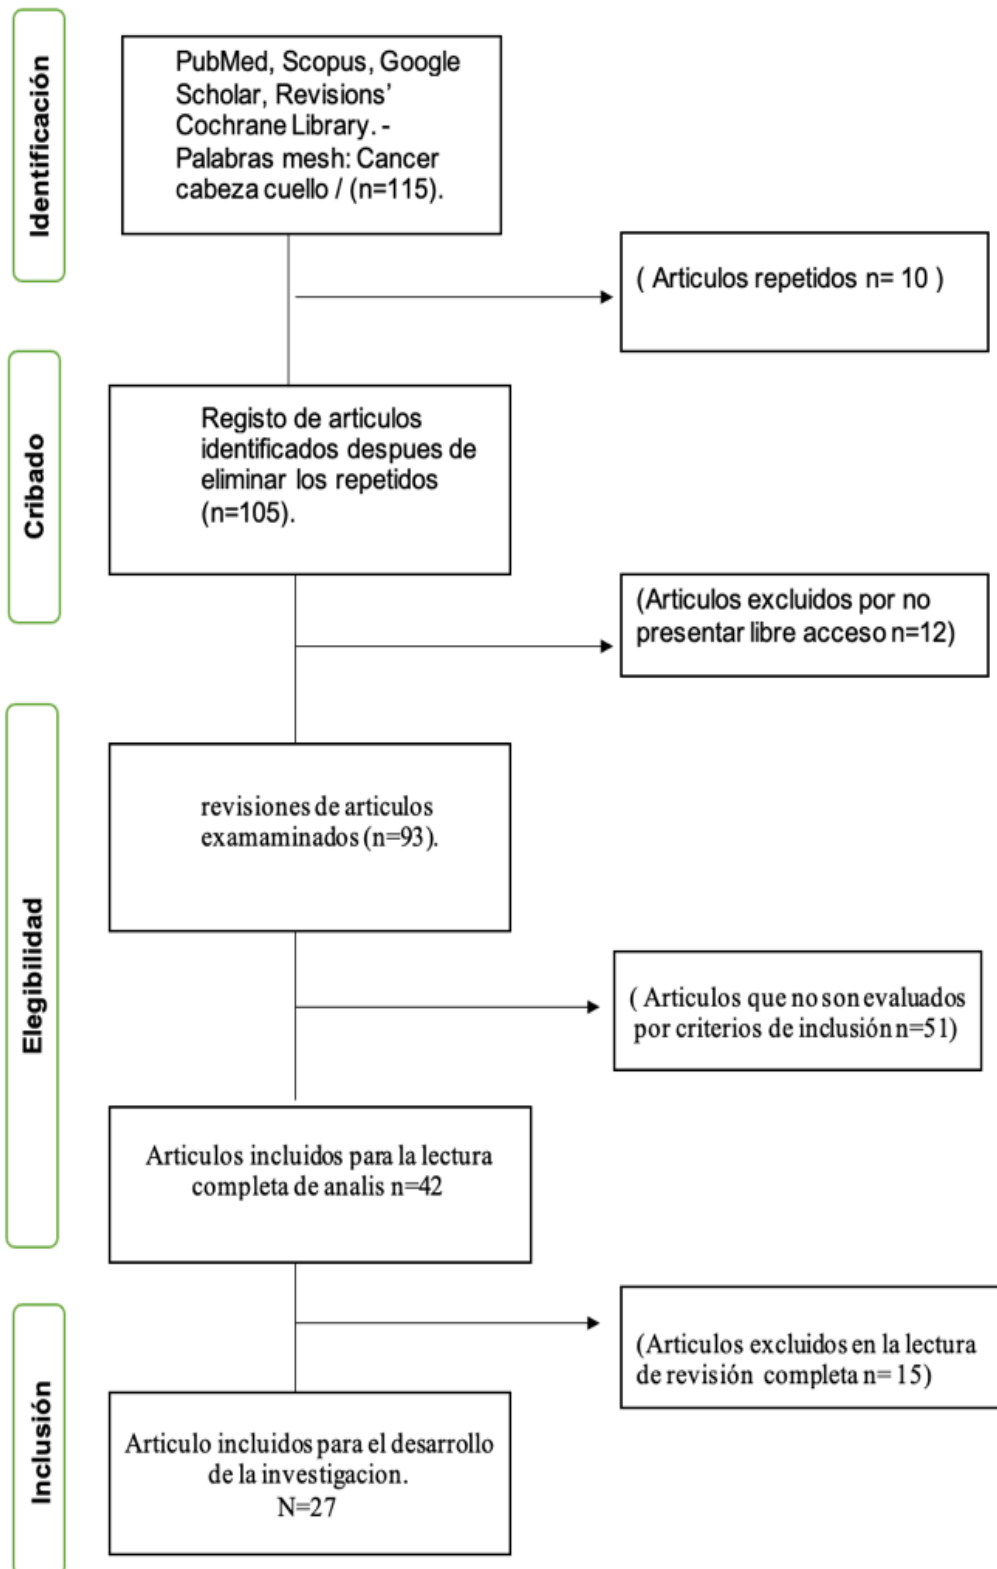 Identificación
PubMed, Scopus, Google
Scholar, Revisions’
Cochrane Library. -
Palabras mesh: Cancer
cabeza cuello / (n=115).
( Articulos repetidos n= 10 )
Cribado
Registo de articulos
identificados despues de
eliminar los repetidos
(n=105).
(Articulos excluidos por no
presentar libre acceso n=12)
Elegibilidad
revisiones de articulos
examaminados (n=93).
( Articulos que no son evaluados
por criterios de inclusión n=51)
Articulos incluidos para la lectura
completa de analis n=42
Inclusión
(Articulos excluidos en la lectura
de revisión completa n= 15)
Articulo incluidos para el desarrollo
de la investigacion.
N=27